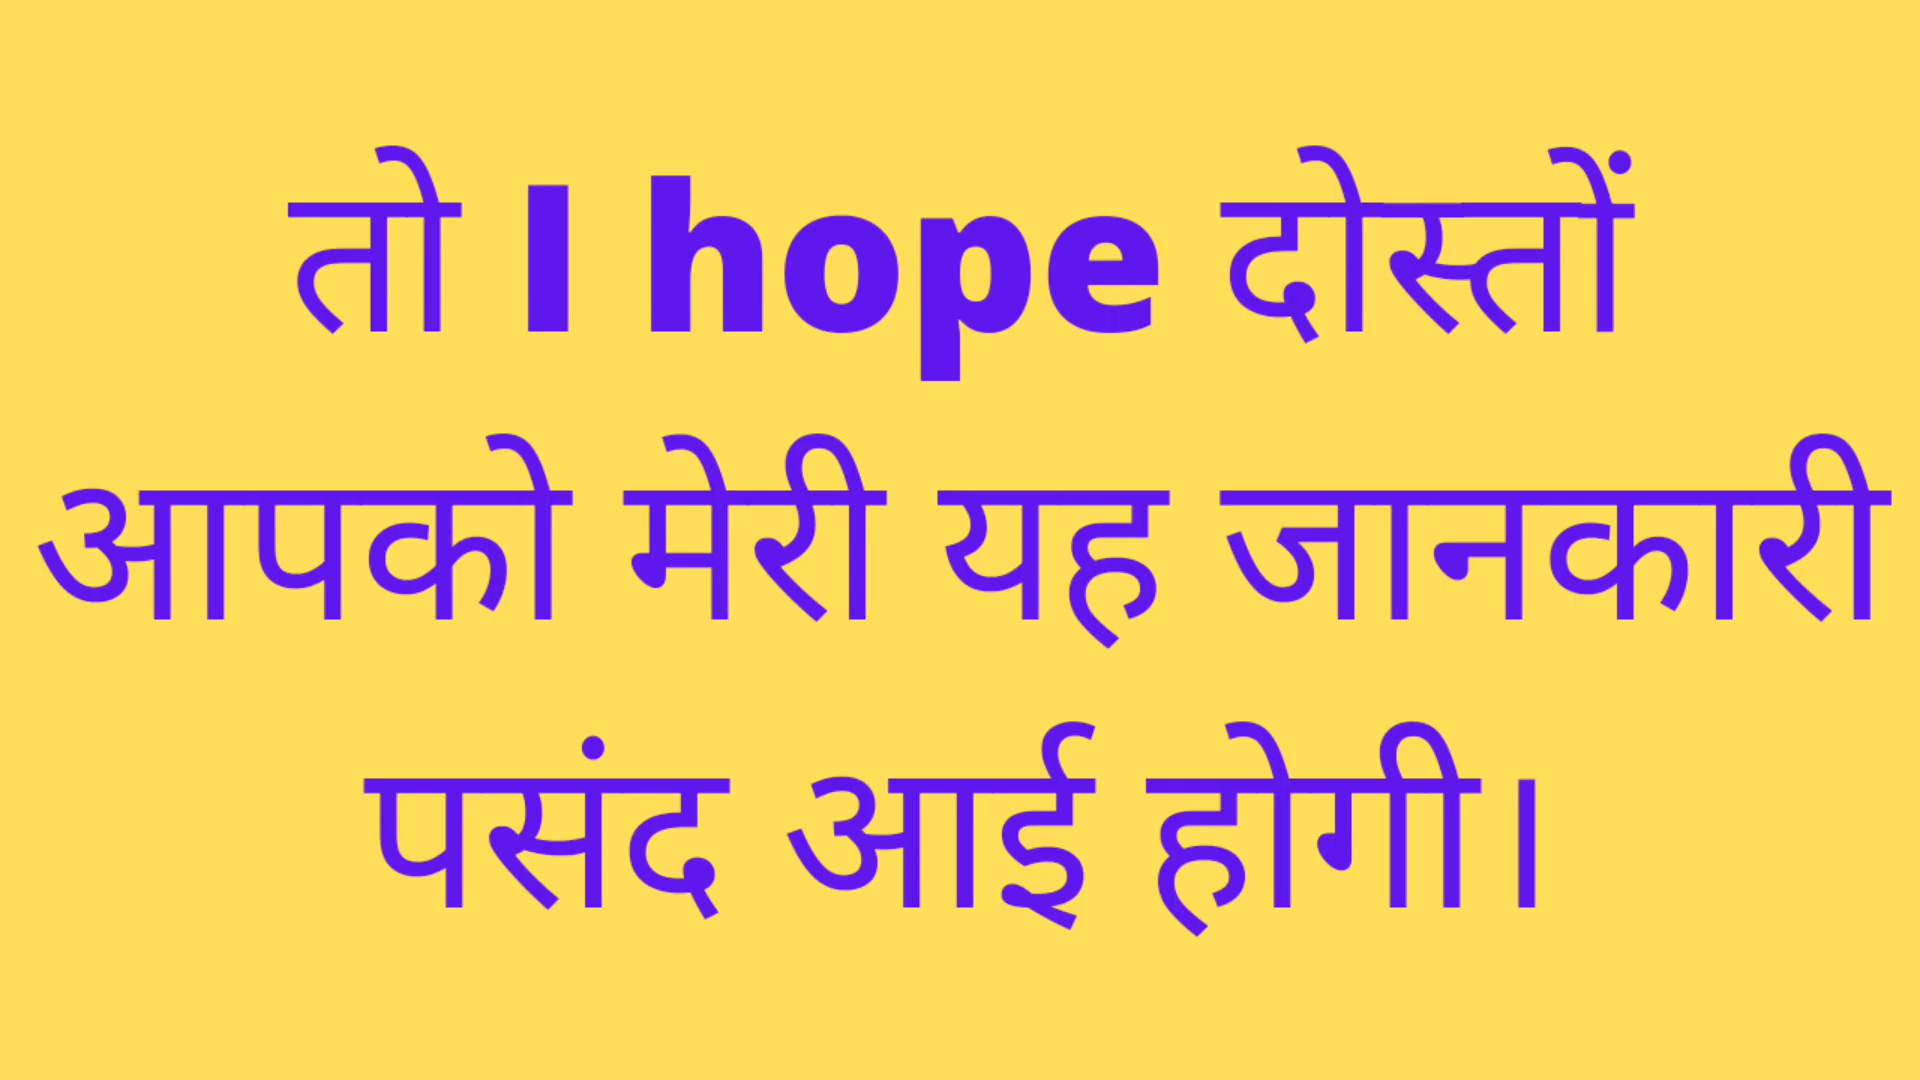 तो I hope दोस्तों
आपको मेरी यह जानकारी
पसंद आई होगी।